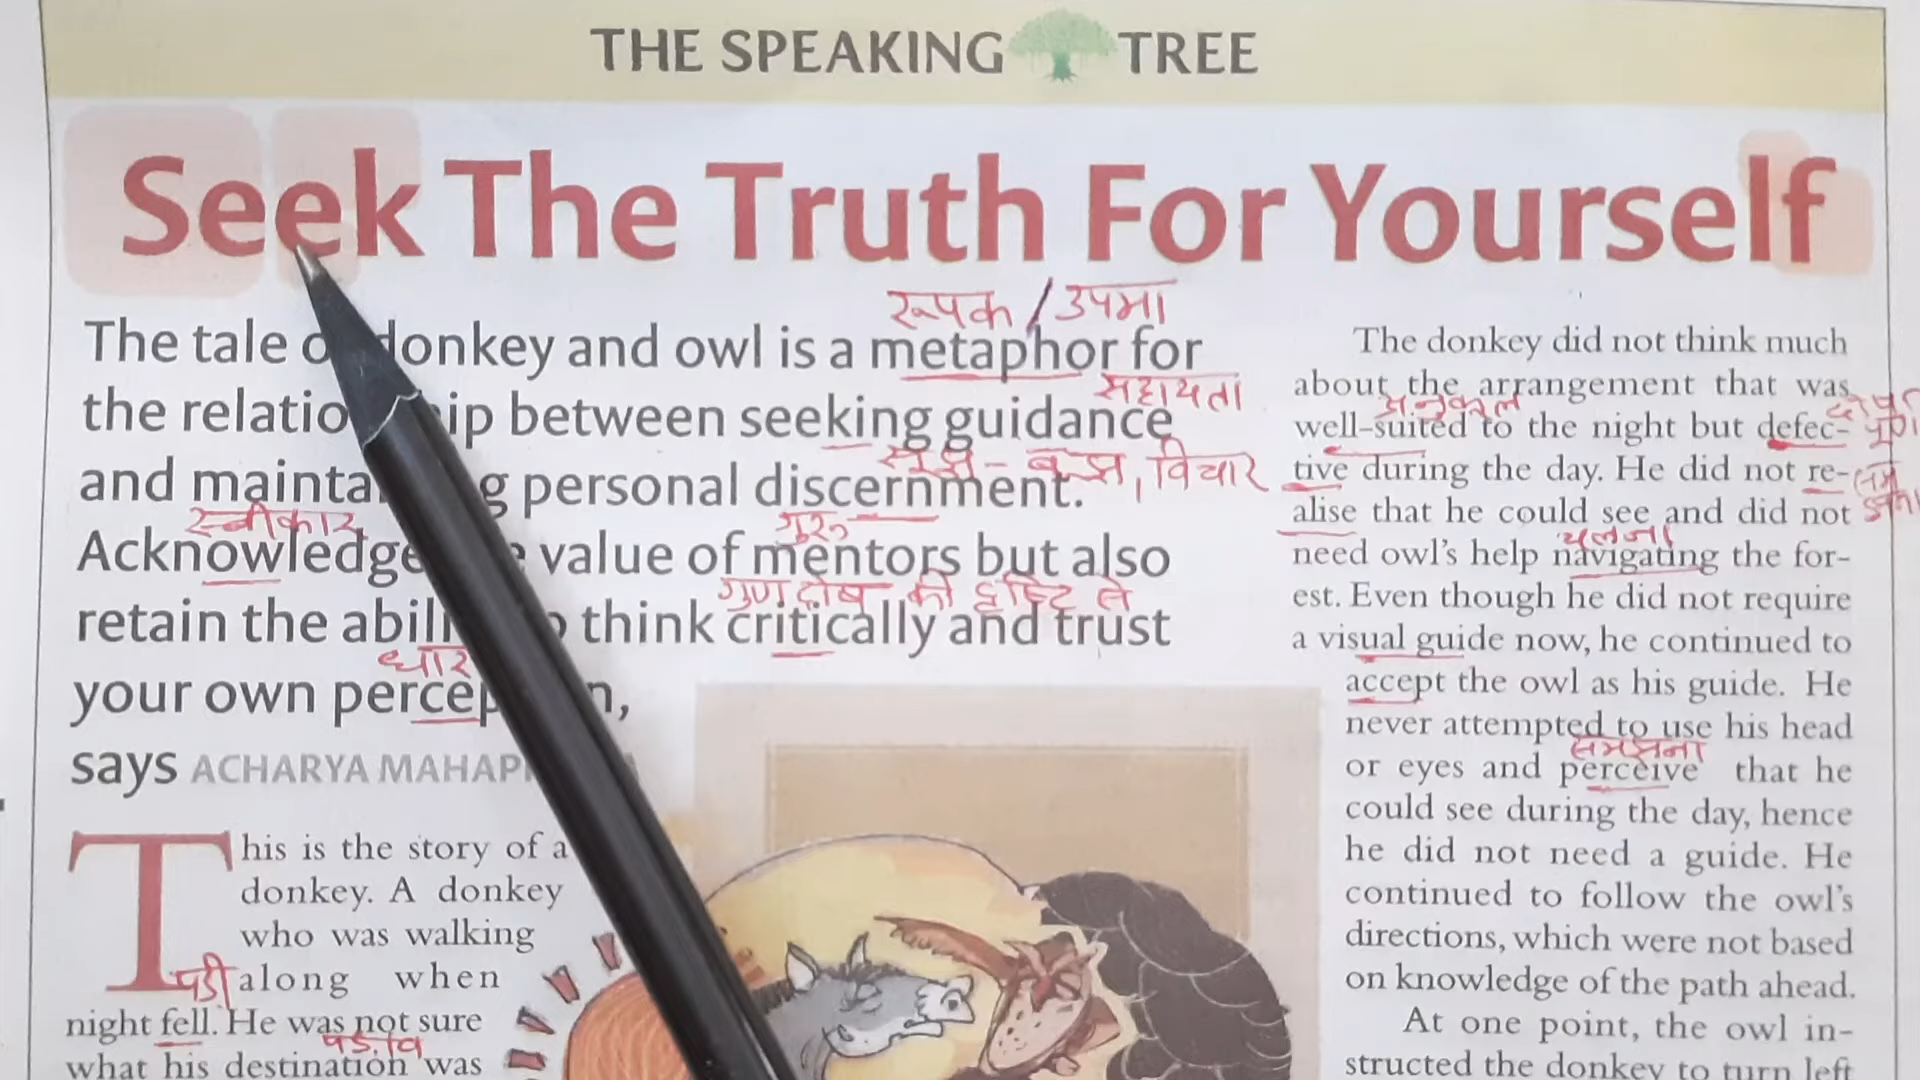 THE SPEAKING TREE
Seek The Truth For Yourself
रूपक / उपमा
The tale donkey and owl is a metaphor for
सहायता
the between seeking guidance
सूझ - बूझ, विचार
and personal discernment.
स्वीकार गुरु
Acknowledge value of mentors but also
गुण दोष की दृष्टि से
retain the think critically and trust
your own
says ACHARYA
This is the story of a
donkey. A donkey
who was walking
पड़ी along when
night fell. He was not sure
पड़ाव
what his destination was
The donkey did not think much
about the arrangement that was
अनुकूल
well-suited to the night but defec-
tive during the day. He did not re-
alise that he could see and did not
चलना
need owl's help navigating the for-
est. Even though he did not require
a visual guide now, he continued to
accept the owl as his guide. He
never attempted to use his head
समझना
or eyes and perceive that he
could see during the day, hence
he did not need a guide. He
continued to follow the owl's
directions, which were not based
on knowledge of the path ahead.
At one point, the owl in-
structed the donkey to turn left